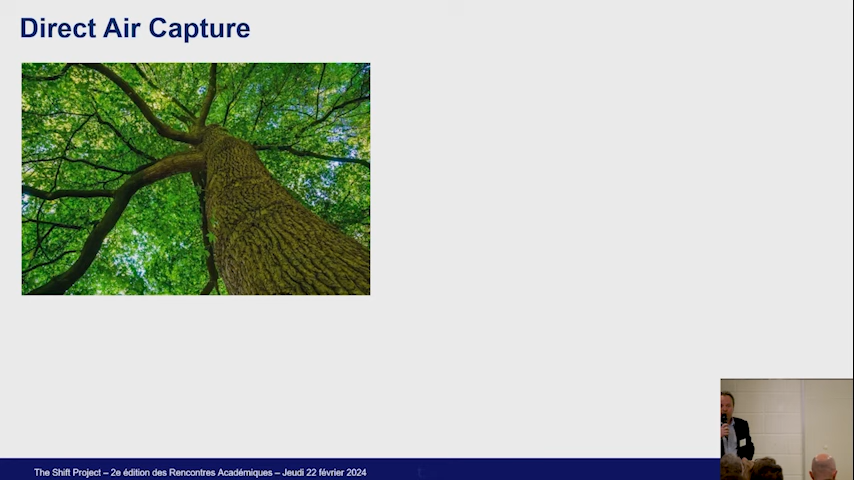 Direct Air Capture
The Shift Project – 2e édition des Rencontres Académiques – Jeudi 22 février 2024